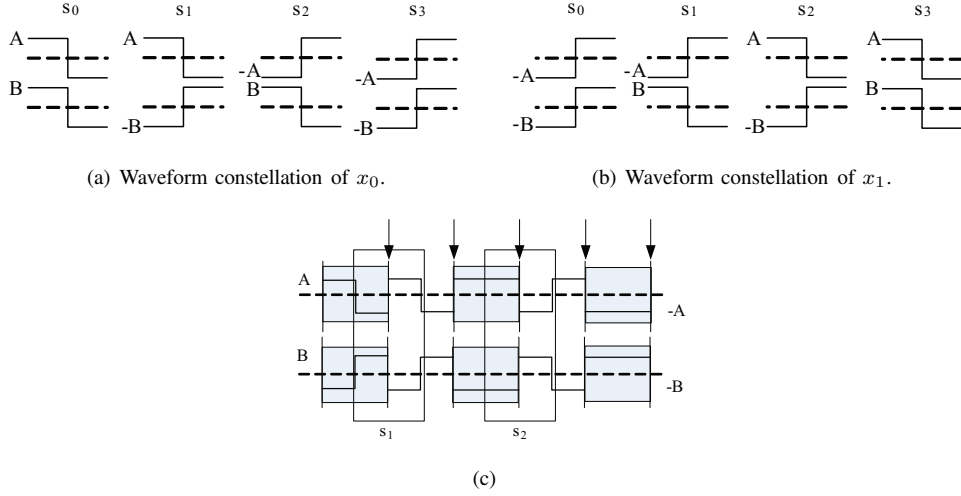 s0 s1 s2 s3
A A -A -A
B -B B -B
(a) Waveform constellation of x0.
s0 s1 s2 s3
-A -A A A
-B B -B B
(b) Waveform constellation of x1.
A -A
B -B
s1 s2
(c)